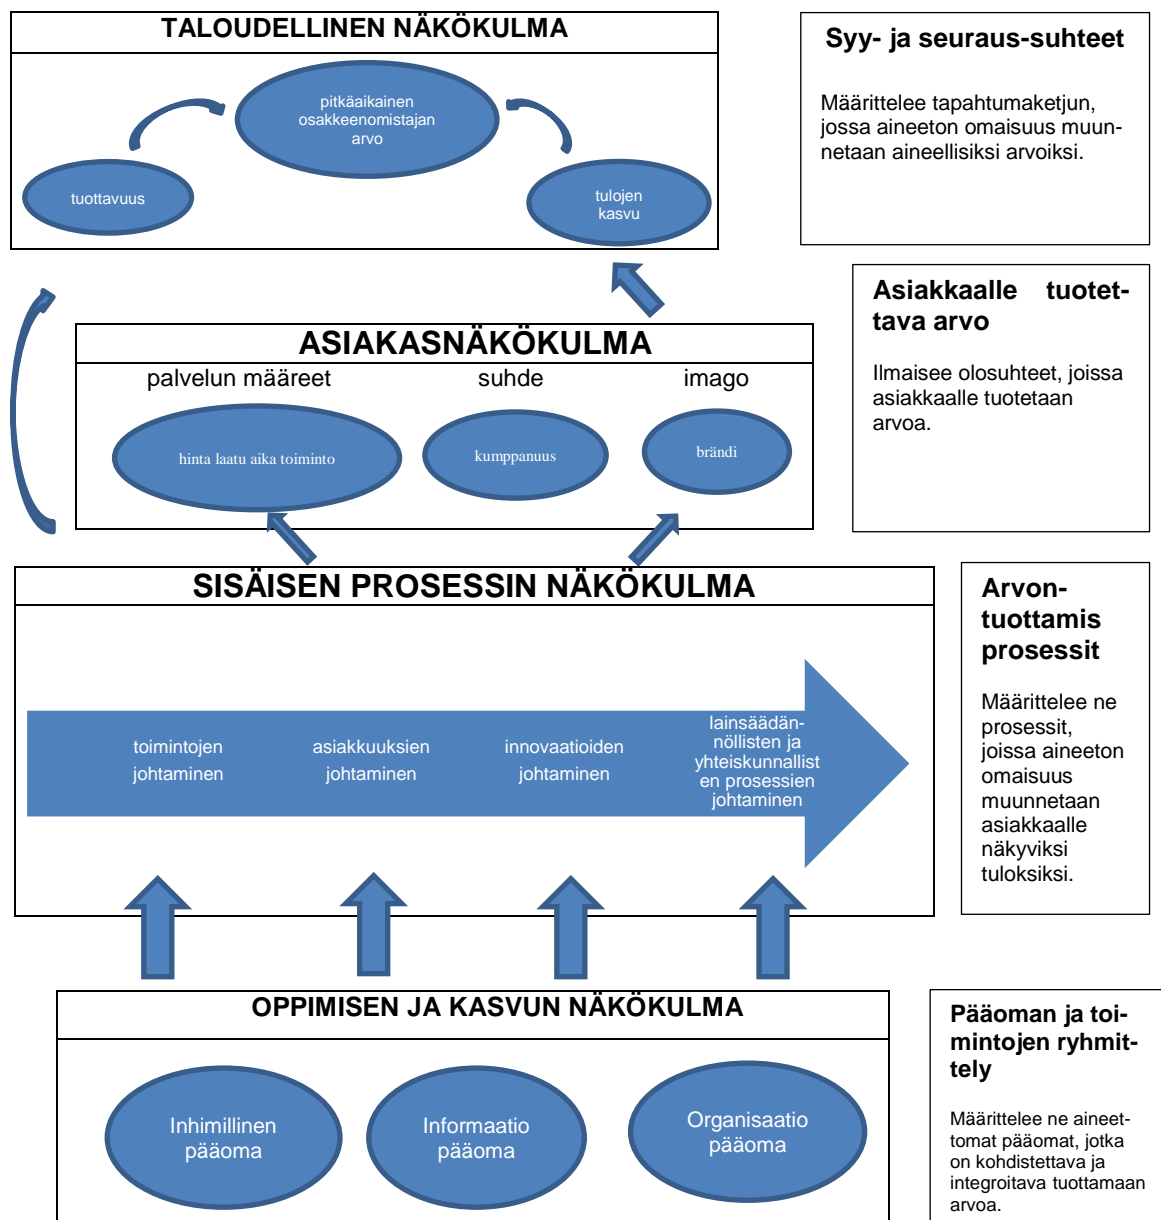 TALOUDELLINEN NÄKÖKULMA
pitkäaikainen
osakkeenomistajan
arvo
tuottavuus
tulojen
kasvu
Syy- ja seuraus-suhteet
Määrittelee tapahtumaketjun,
jossa aineeton omaisuus muun-
netaan aineellisiksi arvoiksi.
ASIAKASNÄKÖKULMA
palvelun määreet
suhde
imago
hinta laatu aika toiminto
kumppanuus
brändi
Asiakkaalle tuotet-
tava arvo
Ilmaisee olosuhteet, joissa
asiakkaalle tuotetaan
arvoa.
SISÄISEN PROSESSIN NÄKÖKULMA
toimintojen
johtaminen
asiakkuuksien
johtaminen
innovaatioiden
johtaminen
lainsäädän-
nöllisten ja
yhteiskunnallist
en prosessien
johtaminen
Arvon-
tuottamis
prosessit
Määrittelee ne
prosessit,
joissa aineeton
omaisuus
muunnetaan
asiakkaalle
näkyviksi
tuloksiksi.
OPPIMISEN JA KASVUN NÄKÖKULMA
Inhimillinen
pääoma
Informaatio
pääoma
Organisaatio
pääoma
Pääoman ja toi-
mintojen ryhmit-
tely
Määrittelee ne aineet-
tomat pääomat, jotka
on kohdistettava ja
integroitava tuottamaan
arvoa.